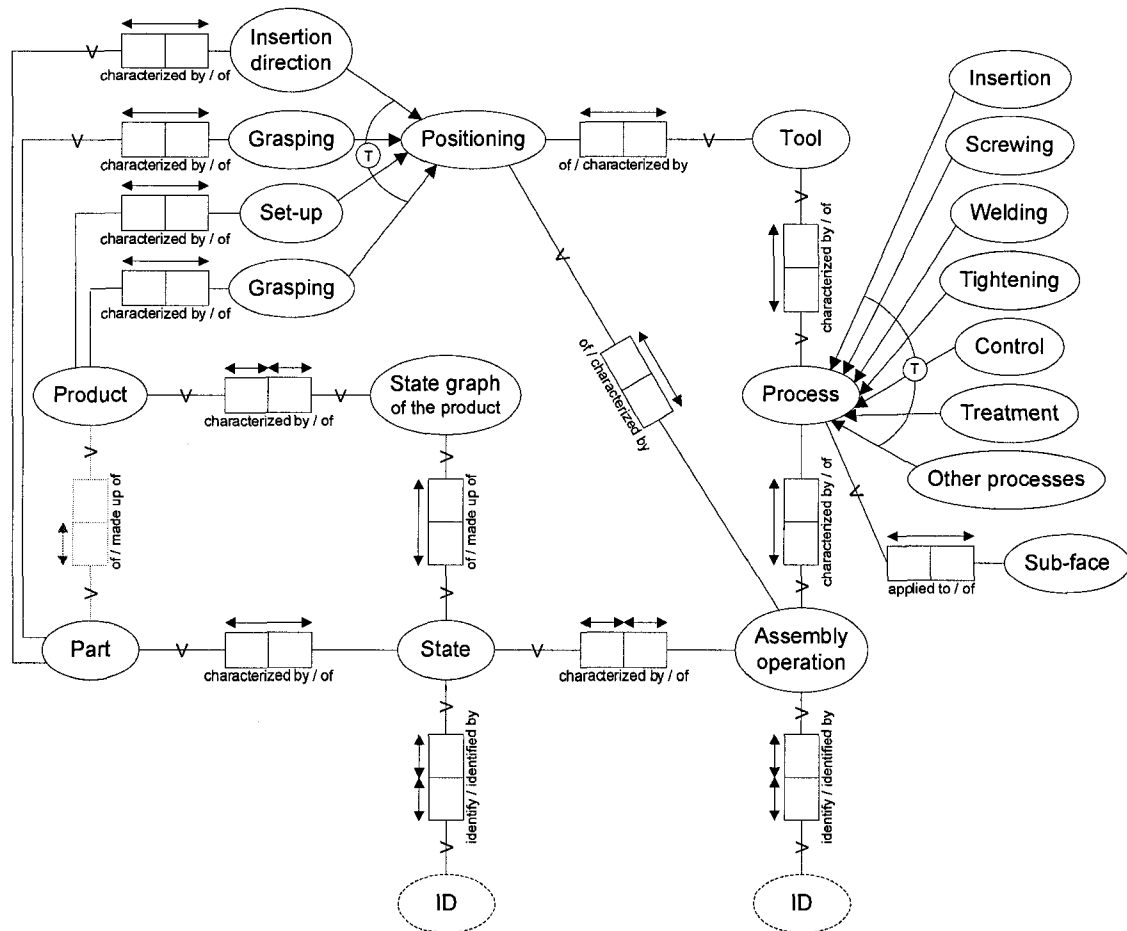 Insertion
direction
characterized by / of
Insertion
Grasping
Positioning
Tool
Screwing
characterized by / of
T
of / characterized by
Set-up
Welding
characterized by / of
characterized by / of
Grasping
Tightening
characterized by / of
of / characterized by
T
Control
Product
State graph
of the product
Process
characterized by / of
Treatment
Other processes
of / made up of
of / made up of
characterized by / of
Sub-face
applied to / of
Part
State
Assembly
operation
characterized by / of
characterized by / of
identify / identified by
identify / identified by
ID
ID